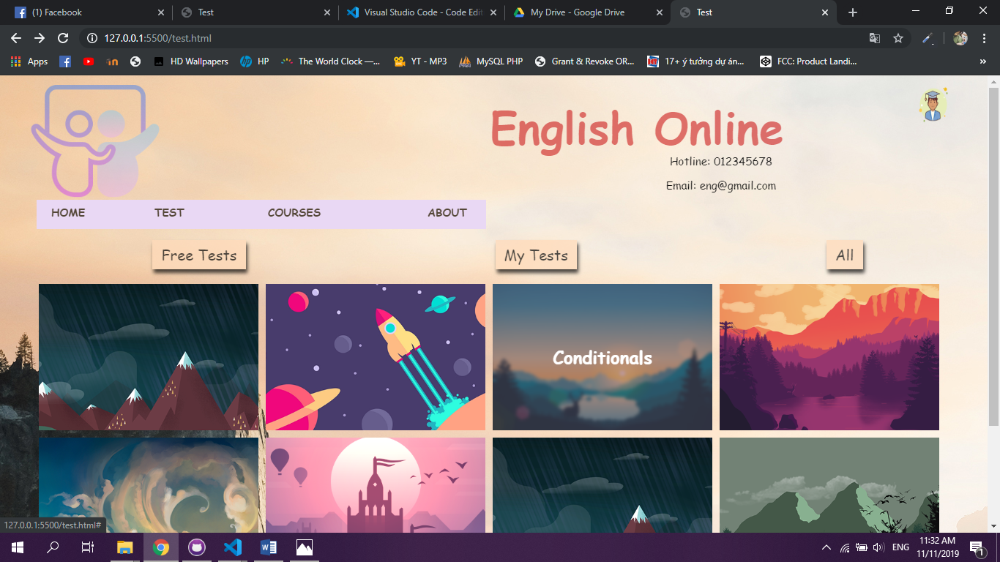 (1) Facebook
Test
Visual Studio Code - Code Edit
My Drive - Google Drive
Test
127.0.0.1:5500/test.html
Apps
HD Wallpapers
HP
The World Clock —...
YT - MP3
MySQL PHP
Grant & Revoke OR...
17+ ý tưởng dự án...
FCC: Product Landi...
English Online
Hotline: 012345678
Email: eng@gmail.com
HOME
TEST
COURSES
ABOUT
Free Tests
My Tests
All
Conditionals
127.0.0.1:5500/test.html#
ENG
11:32 AM
11/11/2019
1